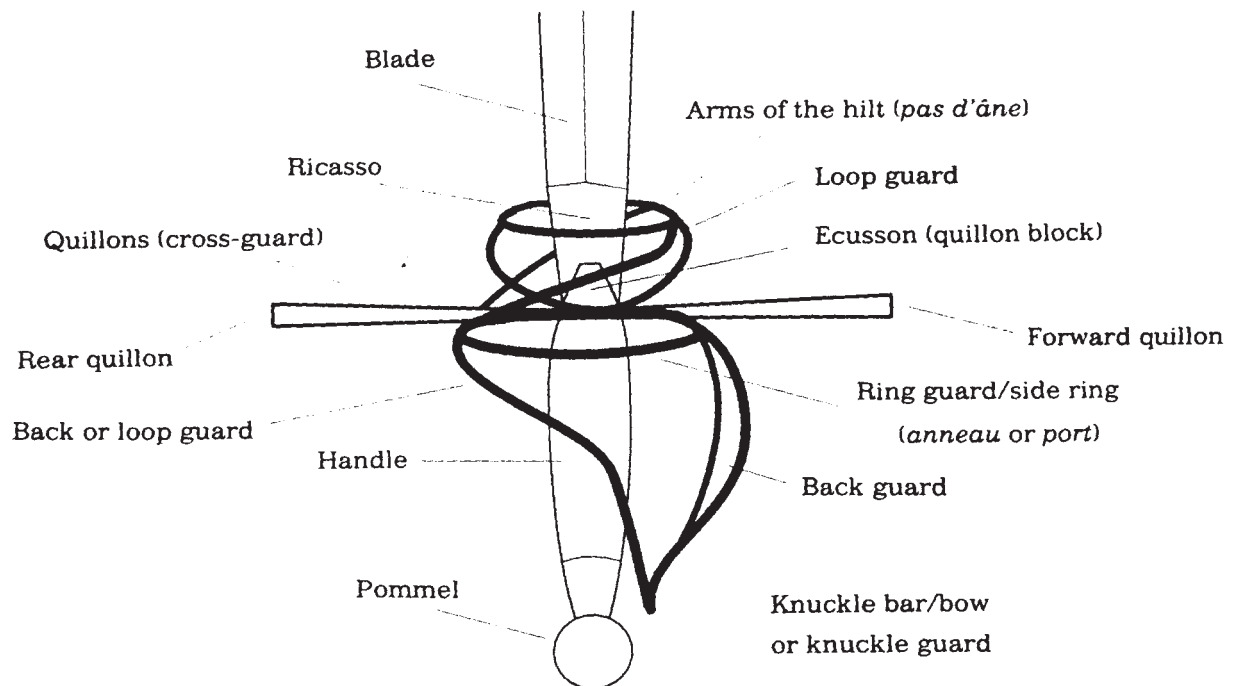 Blade
Arms of the hilt (pas d'âne)
Ricasso
Loop guard
Quillons (cross-guard)
Ecusson (quillon block)
Rear quillon
Forward quillon
Ring guard/side ring
(anneau or port)
Back or loop guard
Handle
Back guard
Pommel
Knuckle bar/bow
or knuckle guard